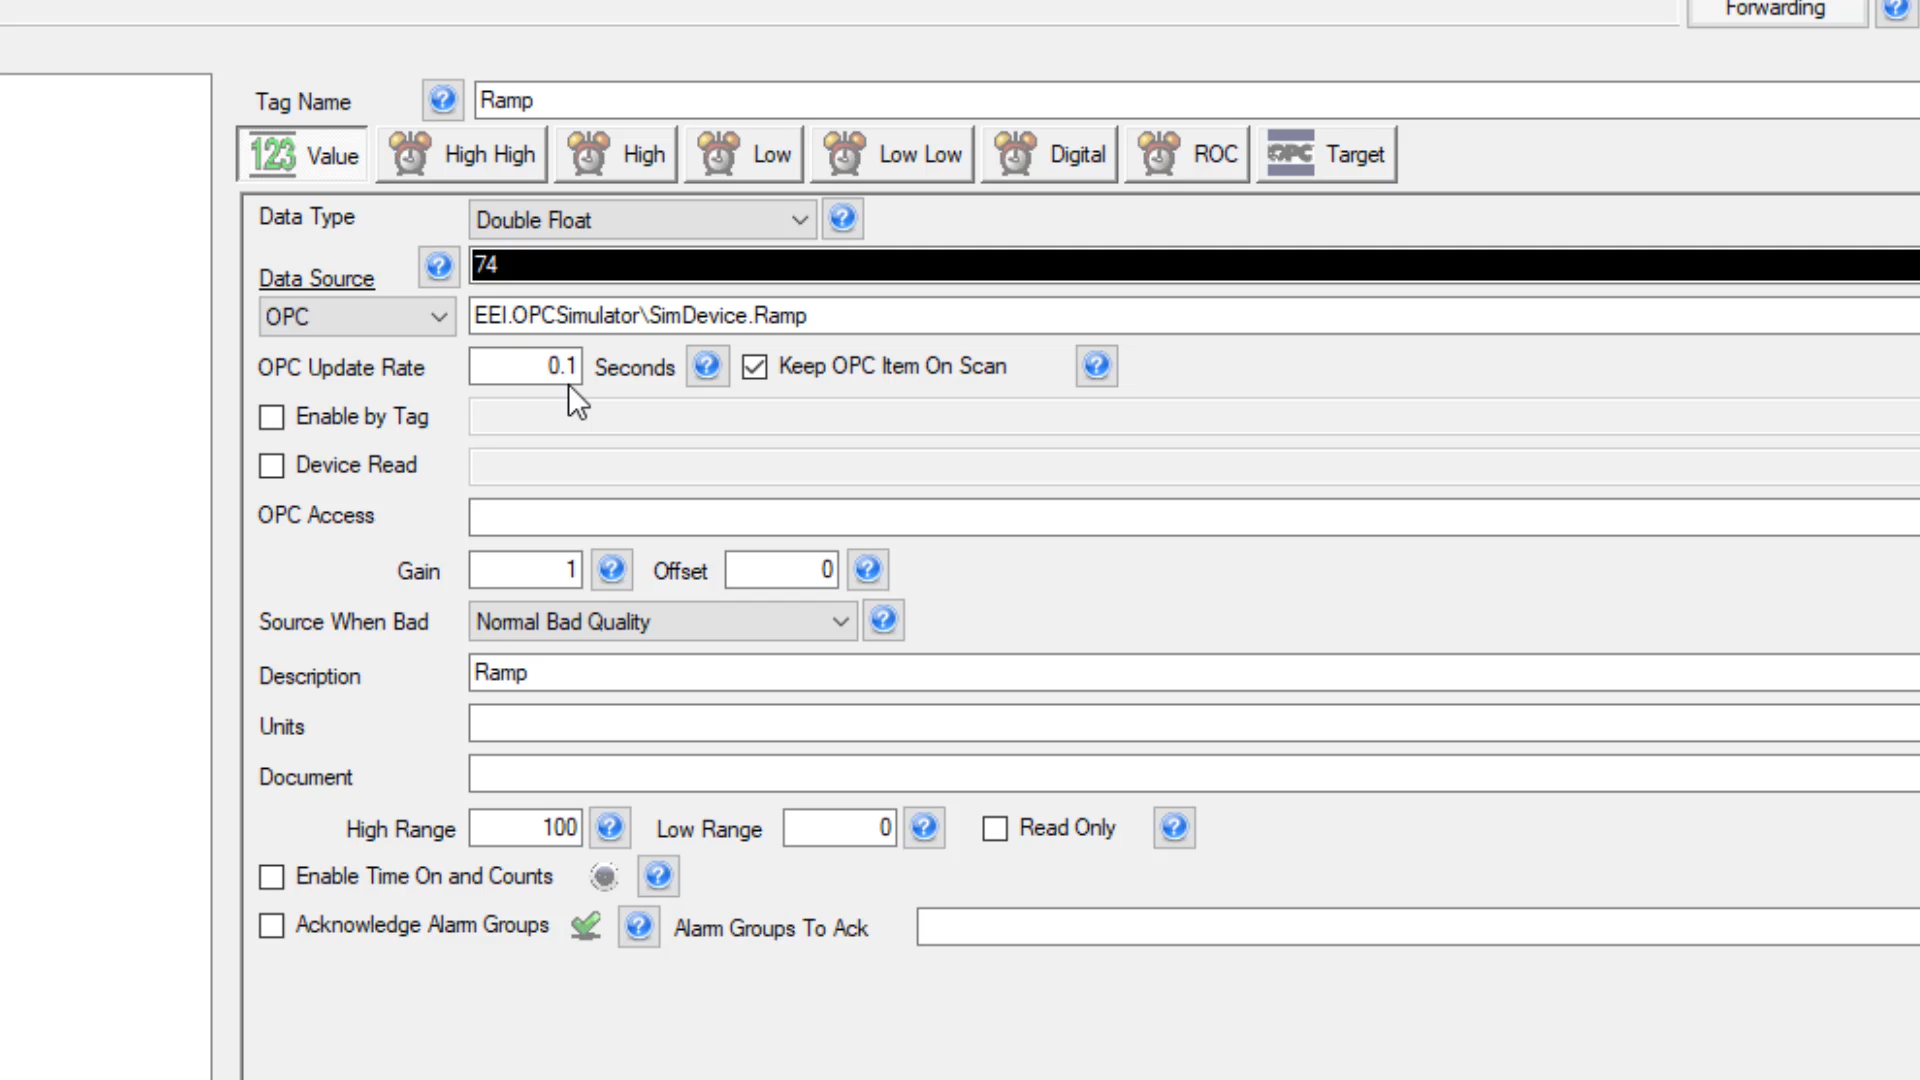 Forwarding
Tag Name Ramp
123 Value High High High Low Low Low Digital ROC OPC Target
Data Type Double Float
Data Source 74
OPC EEI.OPCSimulator\SimDevice.Ramp
OPC Update Rate 0.1 Seconds Keep OPC Item On Scan
Enable by Tag
Device Read
OPC Access
Gain 1 Offset 0
Source When Bad Normal Bad Quality
Description Ramp
Units
Document
High Range 100 Low Range 0 Read Only
Enable Time On and Counts
Acknowledge Alarm Groups Alarm Groups To Ack